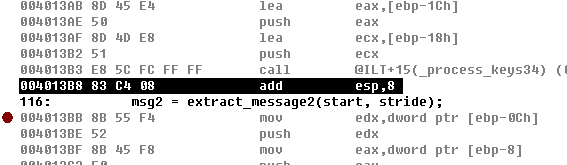 004013AB 8D 45 E4 lea eax,[ebp-1Ch]
004013AE 50 push eax
004013AF 8D 4D E8 lea ecx,[ebp-18h]
004013B2 51 push ecx
004013B3 E8 5C FC FF FF call @ILT+15(_process_keys34) (
004013B8 83 C4 08 add esp,8
116: msg2 = extract_message2(start, stride);
004013BB 8B 55 F4 mov edx,dword ptr [ebp-0Ch]
004013BE 52 push edx
004013BF 8B 45 F8 mov eax,dword ptr [ebp-8]
004013C2 50 push eax